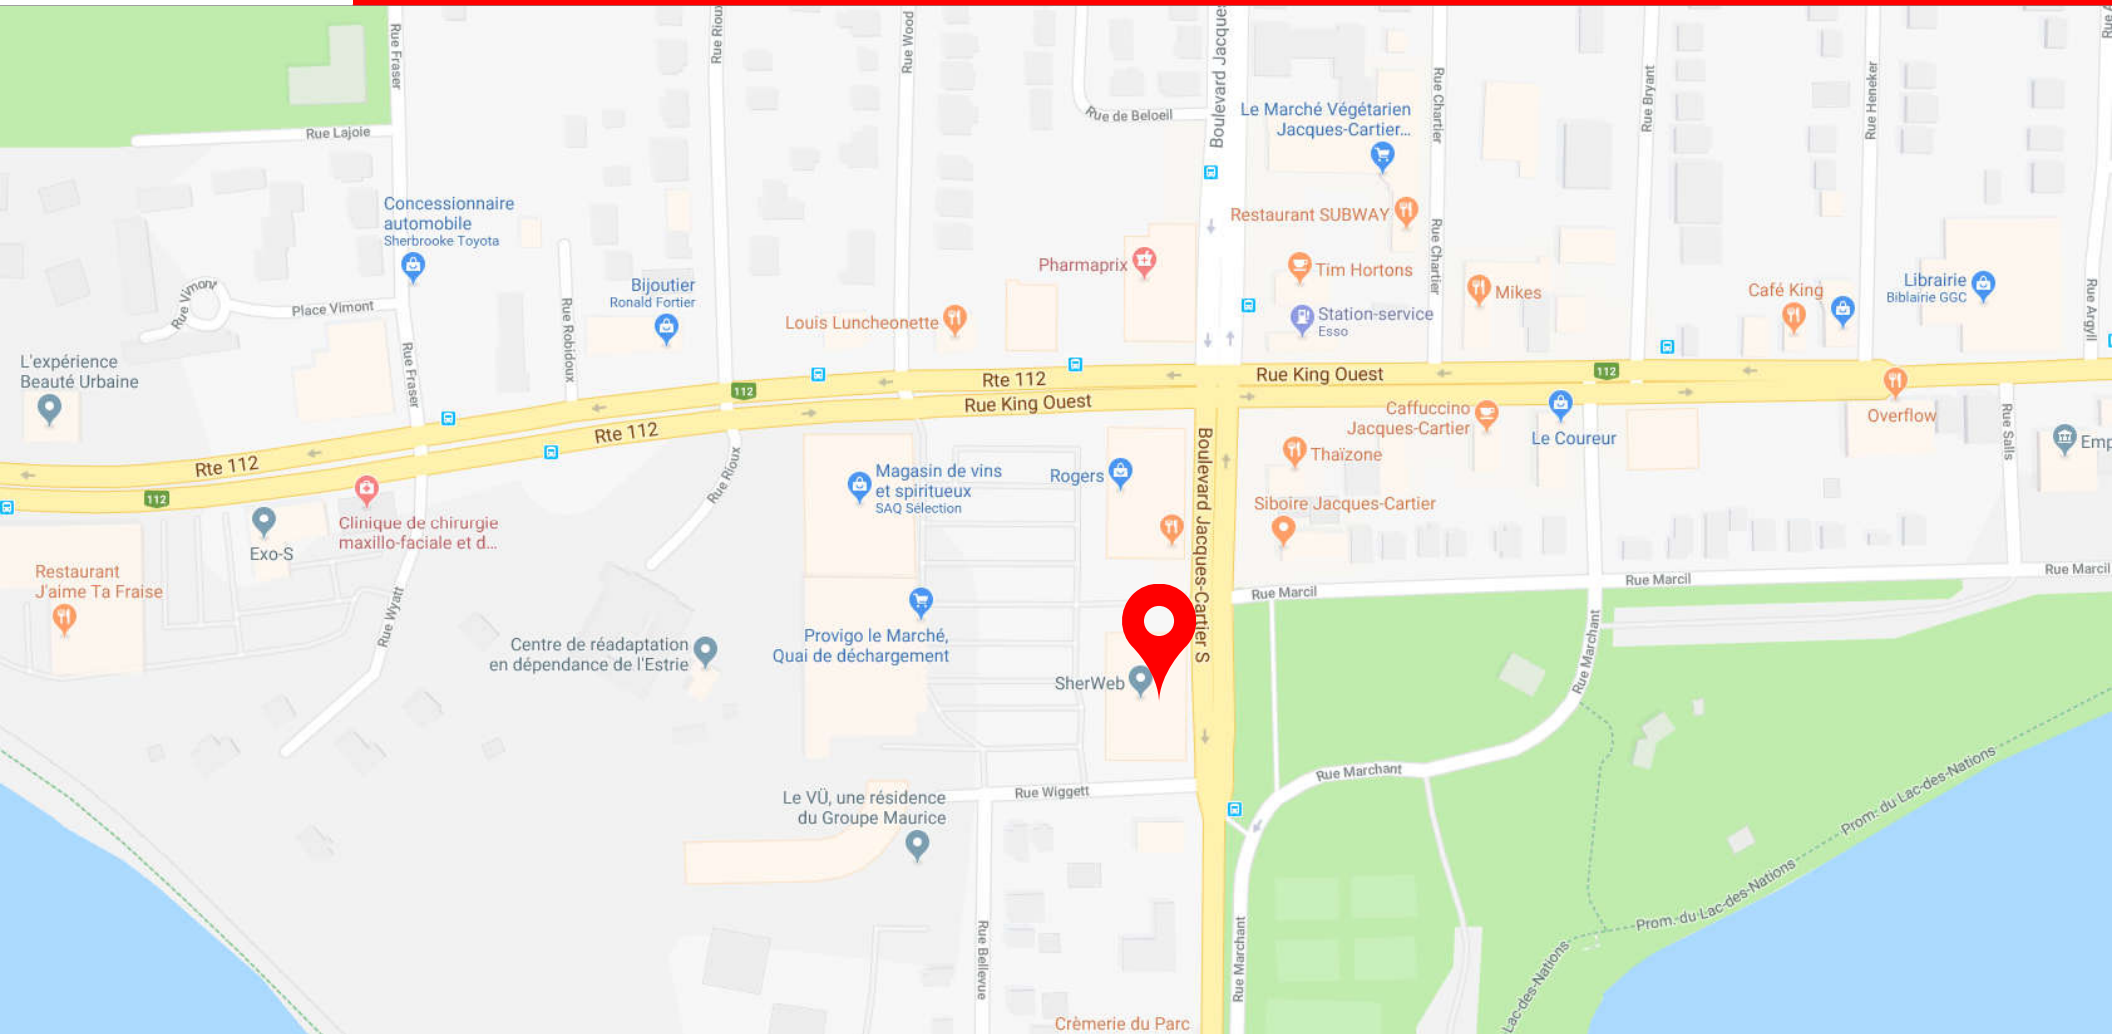 Rue Fraser
Rue Rioux
Rue Wood
Boulevard Jacques
Rue Lajoie
Rue de Beloeil
Le Marché Végétarien
Jacques-Cartier...
Rue Chartier
Rue Bryant
Rue Heneker
Concessionnaire
automobile
Sherbrooke Toyota
Restaurant SUBWAY
Rue Chartier
Pharmaprix
Tim Hortons
Mikes
Café King
Librairie
Biblairie GGC
Rue Argyll
Rue Vimont
Place Vimont
Bijoutier
Ronald Fortier
Rue Robidoux
Louis Luncheonette
Station-service
Esso
L'expérience
Beauté Urbaine
Rue Fraser
112
Rte 112
Rue King Ouest
Rue King Ouest
112
Rte 112
Rte 112
112
Caffuccino
Jacques-Cartier
Le Coureur
Overflow
Rue Salls
Emp
Thaïzone
Boulevard Jacques-Cartier S
Rogers
Magasin de vins
et spiritueux
SAQ Sélection
Rue Rioux
Siboire Jacques-Cartier
Clinique de chirurgie
maxillo-faciale et d...
Exo-S
Restaurant
J'aime Ta Fraise
Rue Wyatt
Rue Marcil
Rue Marcil
Rue Marcil
Centre de réadaptation
en dépendance de l'Estrie
Provigo le Marché,
Quai de déchargement
SherWeb
Rue Marchant
Rue Marchant
Le VÜ, une résidence
du Groupe Maurice
Rue Wiggett
Prom. du Lac-des-Nations
Prom. du Lac-des-Nations
Rue Bellevue
Rue Marchant
Lac-des-Nations
Crèmerie du Parc